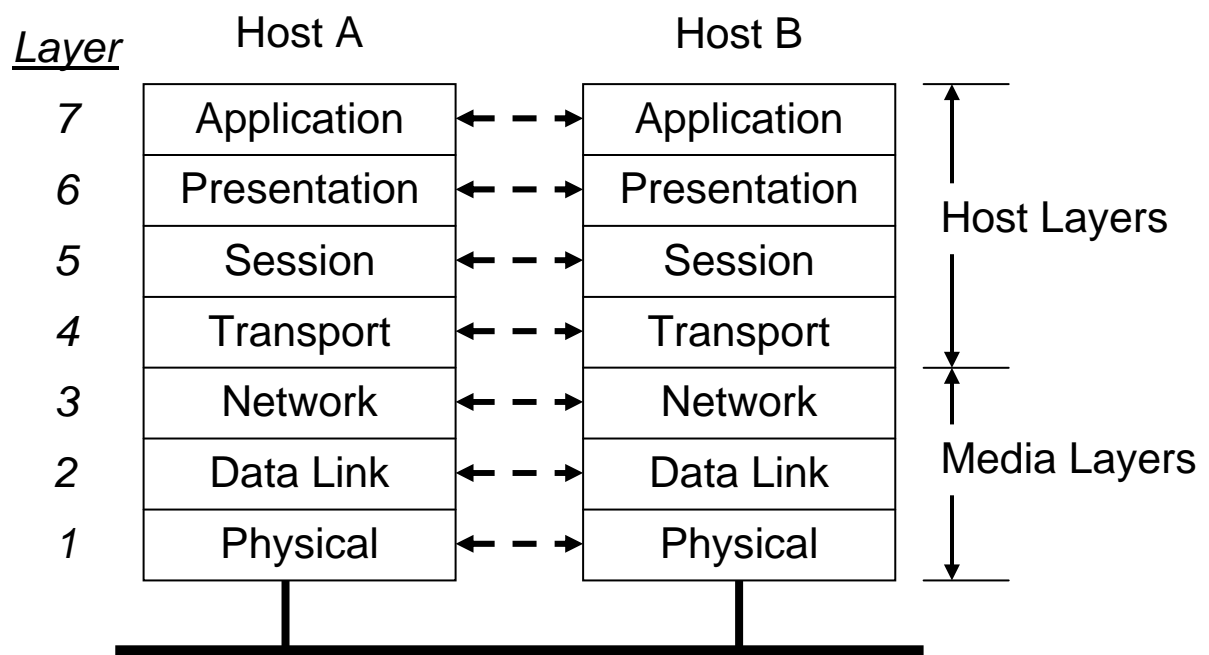 Layer Host A Host B
7 Application Application
6 Presentation Presentation
Host Layers
5 Session Session
4 Transport Transport
3 Network Network
Media Layers
2 Data Link Data Link
1 Physical Physical